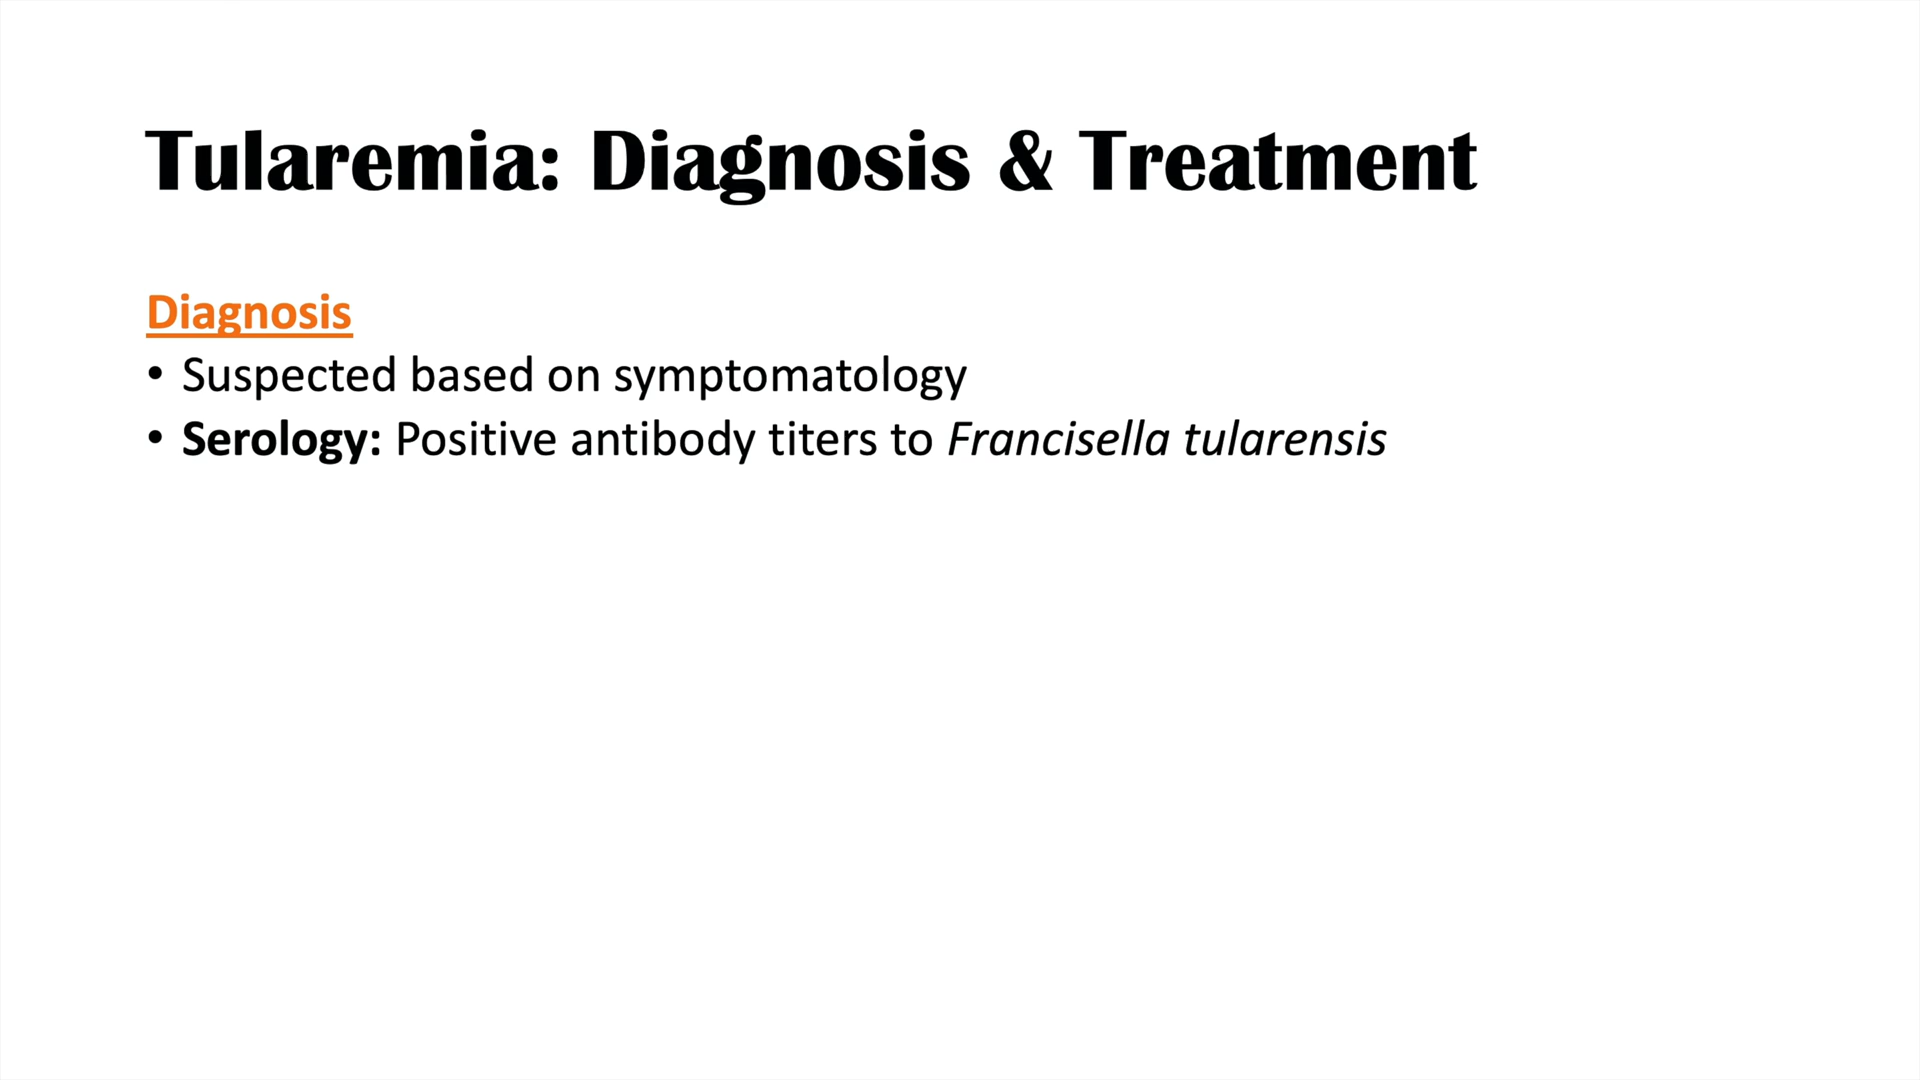 Tularemia: Diagnosis & Treatment
Diagnosis
• Suspected based on symptomatology
• Serology: Positive antibody titers to Francisella tularensis